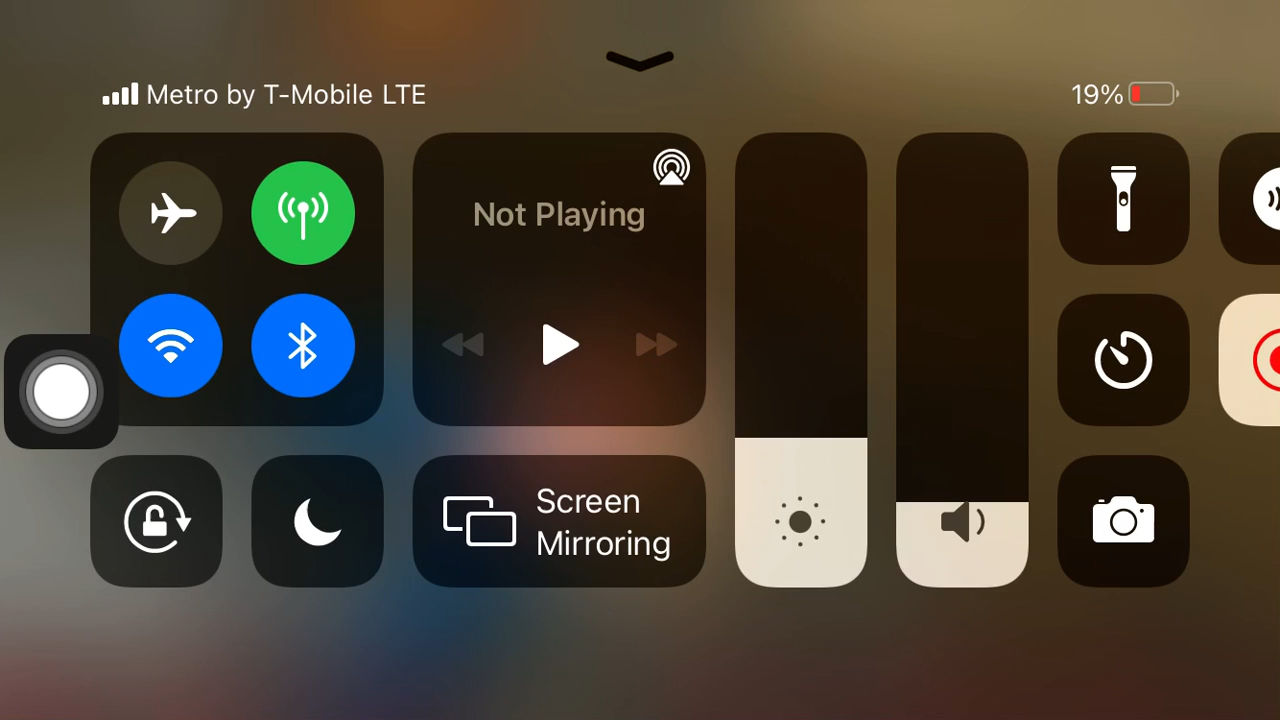 Metro by T-Mobile LTE
19%
Not Playing
Screen
Mirroring